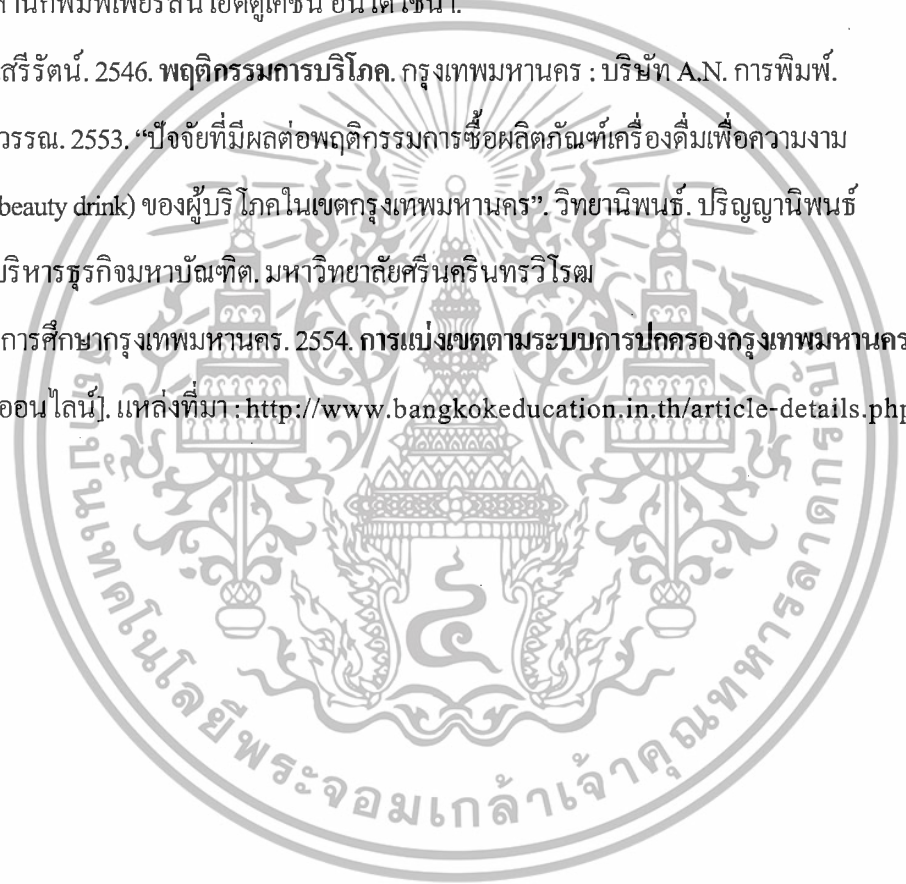 านักพิมพ์เพียร์สัน เอ็ดดูเคชั่น อินโดไชน่า.
เสรีรัตน์. 2546. พฤติกรรมการบริโภค. กรุงเทพมหานคร : บริษัท A.N. การพิมพ์.
วรรณ. 2553. “ปัจจัยที่มีผลต่อพฤติกรรมการซื้อผลิตภัณฑ์เครื่องดื่มเพื่อความงาม
beauty drink) ของผู้บริโภคในเขตกรุงเทพมหานคร”. วิทยานิพนธ์. ปริญญานิพนธ์
บริหารธุรกิจมหาบัณฑิต. มหาวิทยาลัยศรีนครินทรวิโรฒ
การศึกษากรุงเทพมหานคร. 2554. การแบ่งเขตตามระบบการปกครองกรุงเทพมหานคร
ออนไลน์]. แหล่งที่มา : http://www.bangkokeducation.in.th/article-details.php
สถาบันเทคโนโลยีพระจอมเกล้าเจ้าคุณทหารลาดกระบัง